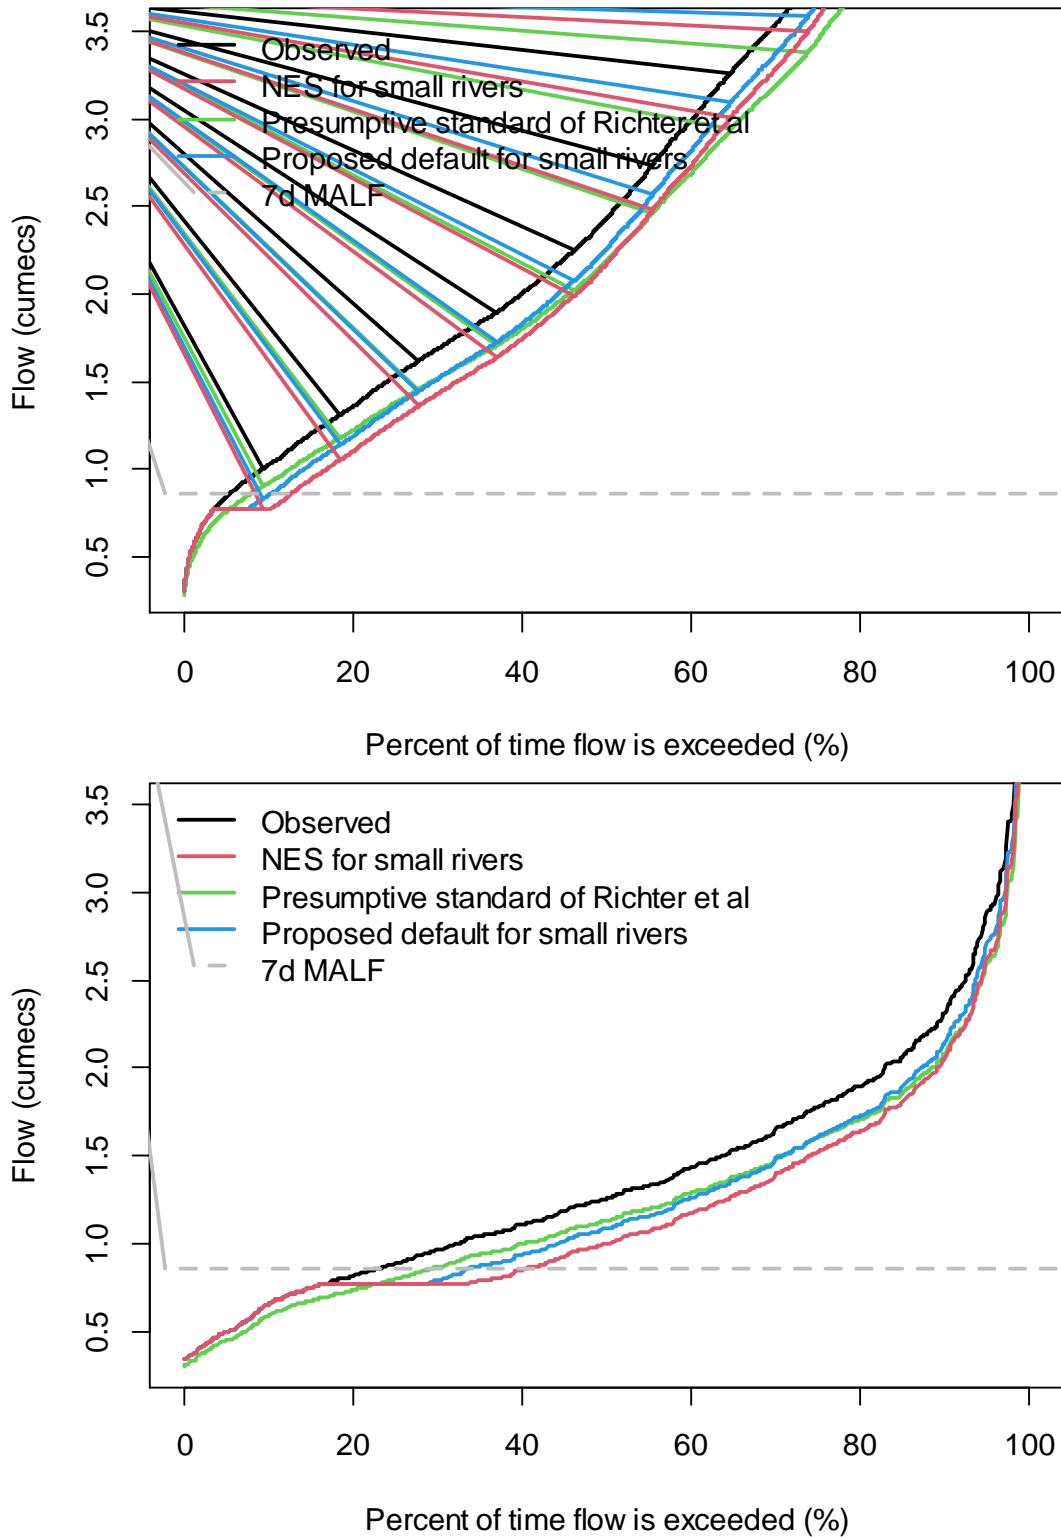 3.5
3.0
2.5
2.0
1.5
1.0
0.5
Flow (cumecs)
Observed
NES for small rivers
Presumptive standard of Richter et al
Proposed default for small rivers
7d MALF
0 20 40 60 80 100
Percent of time flow is exceeded (%)
3.5
3.0
2.5
2.0
1.5
1.0
0.5
Flow (cumecs)
Observed
NES for small rivers
Presumptive standard of Richter et al
Proposed default for small rivers
7d MALF
0 20 40 60 80 100
Percent of time flow is exceeded (%)